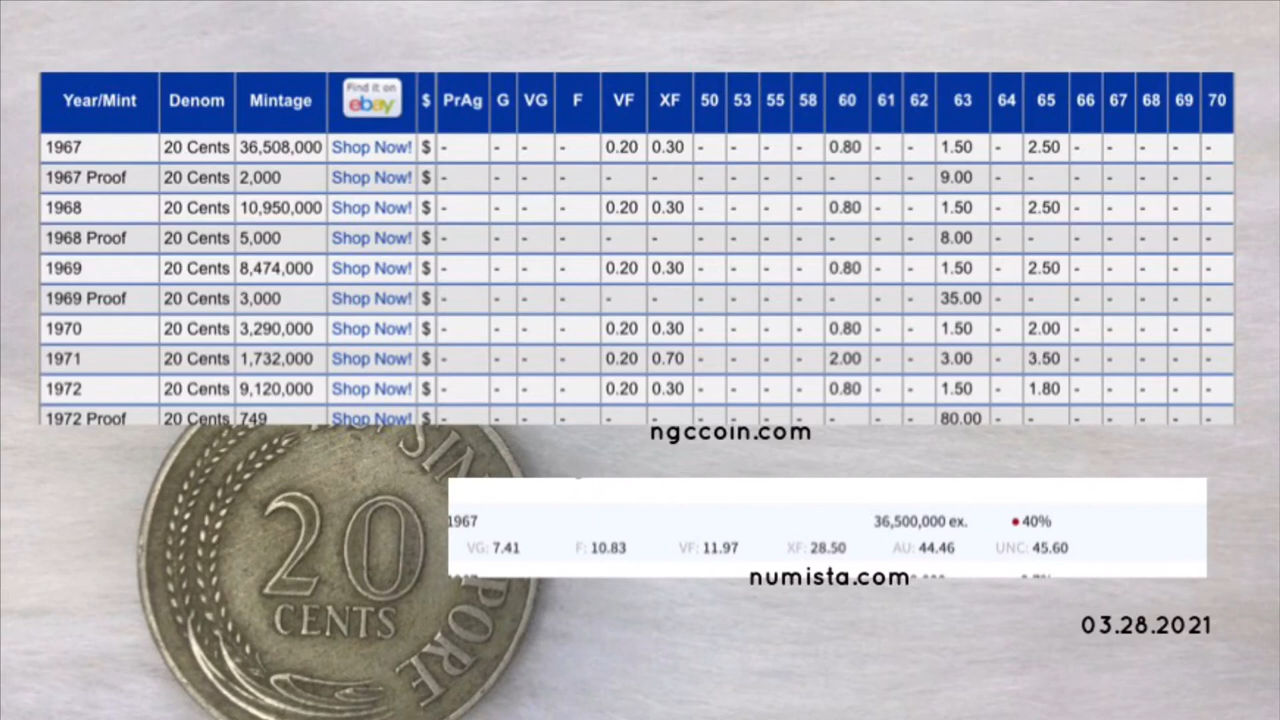 Year/Mint Denom Mintage Find it on ebay $ PrAg G VG F VF XF 50 53 55 58 60 61 62 63 64 65 66 67 68 69 70
1967 20 Cents 36,508,000 Shop Now! $ - - - - 0.20 0.30 - - - - 0.80 - - 1.50 - 2.50 - - - - -
1967 Proof 20 Cents 2,000 Shop Now! $ - - - - - - - - - - - - - 9.00 - - - - - - -
1968 20 Cents 10,950,000 Shop Now! $ - - - - 0.20 0.30 - - - - 0.80 - - 1.50 - 2.50 - - - - -
1968 Proof 20 Cents 5,000 Shop Now! $ - - - - - - - - - - - - - 8.00 - - - - - - -
1969 20 Cents 8,474,000 Shop Now! $ - - - - 0.20 0.30 - - - - 0.80 - - 1.50 - 2.50 - - - - -
1969 Proof 20 Cents 3,000 Shop Now! $ - - - - - - - - - - - - - 35.00 - - - - - - -
1970 20 Cents 3,290,000 Shop Now! $ - - - - 0.20 0.30 - - - - 0.80 - - 1.50 - 2.00 - - - - -
1971 20 Cents 1,732,000 Shop Now! $ - - - - 0.20 0.70 - - - - 2.00 - - 3.00 - 3.50 - - - - -
1972 20 Cents 9,120,000 Shop Now! $ - - - - 0.20 0.30 - - - - 0.80 - - 1.50 - 1.80 - - - - -
1972 Proof 20 Cents 749 Shop Now! $ - - - - - - - - - - - - - 80.00 - - - - - - -
ngccoin.com
20
CENTS
1967 36,500,000 ex. 40%
VG: 7.41 F: 10.83 VF: 11.97 XF: 28.50 AU: 44.46 UNC: 45.60
numista.com
03.28.2021